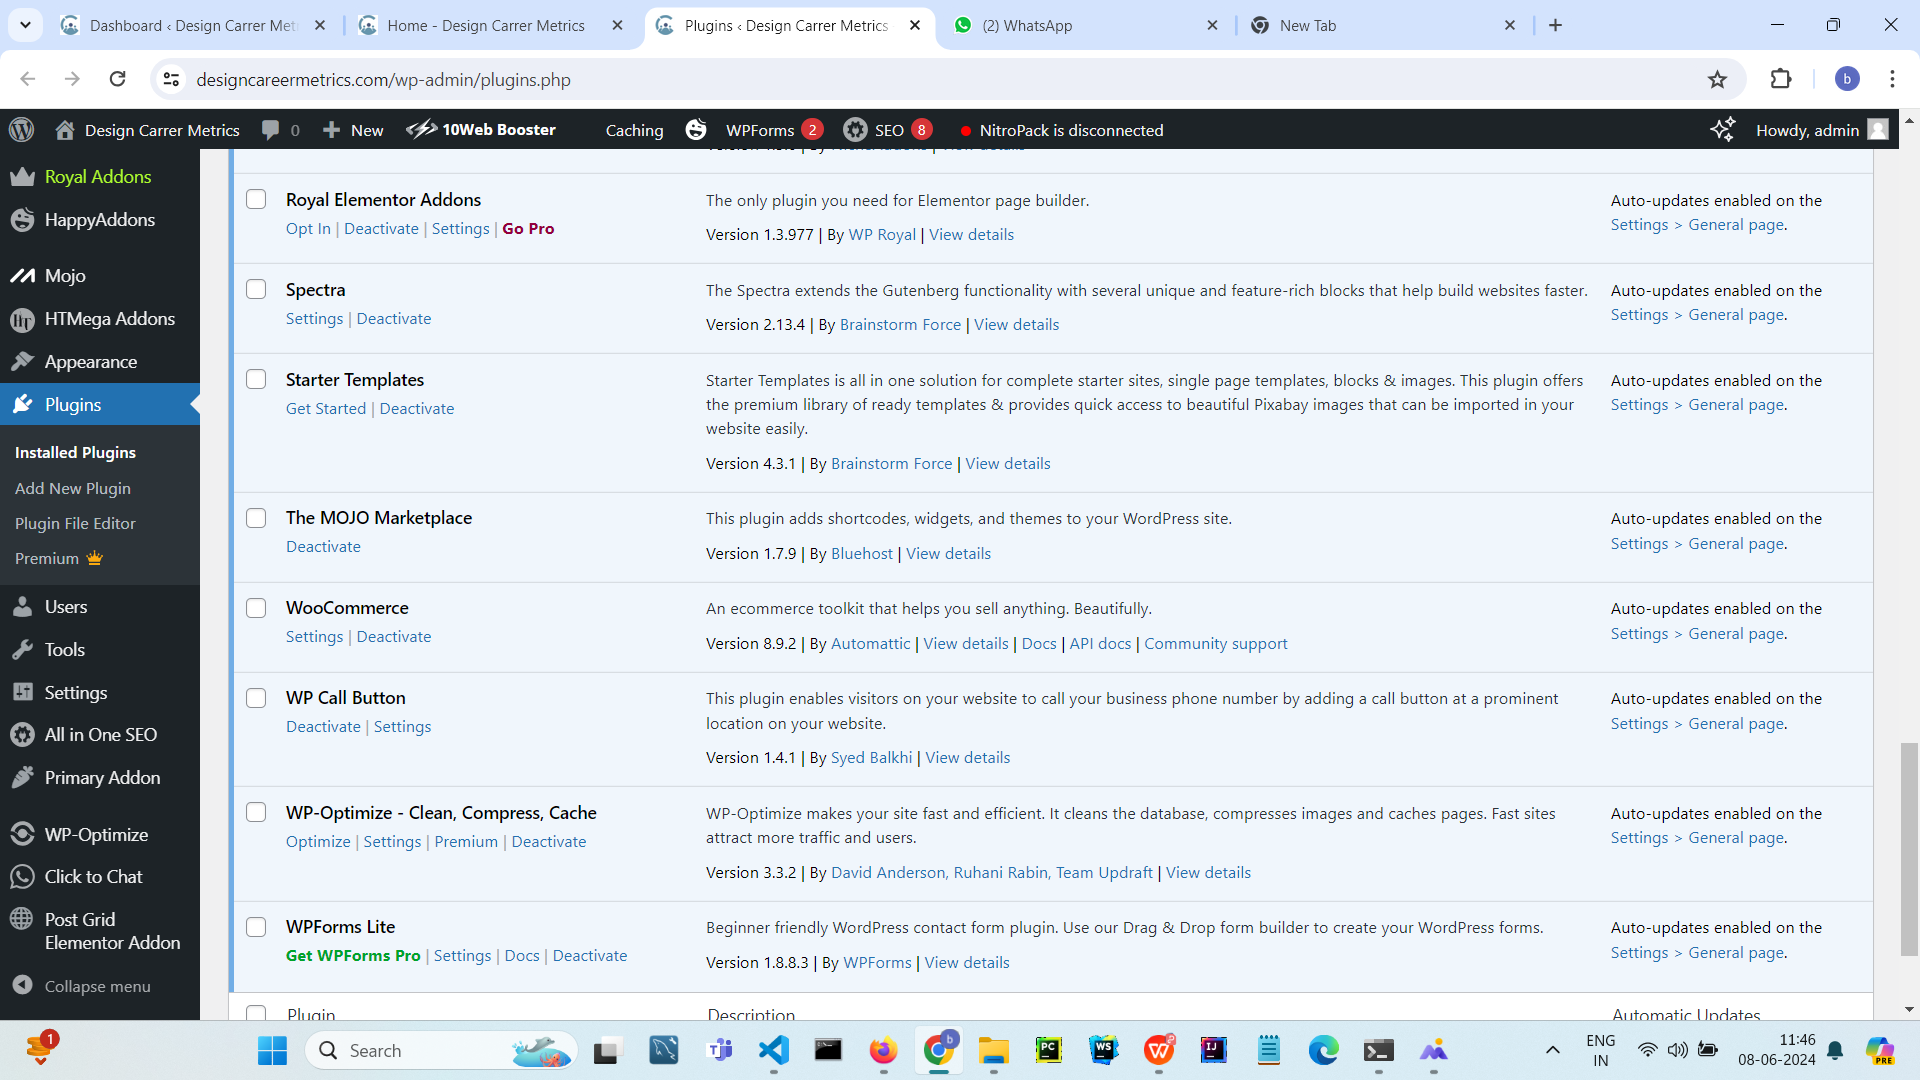 Dashboard ‹ Design Carrer Met
Home - Design Carrer Metrics
Plugins ‹ Design Carrer Metrics
(2) WhatsApp
New Tab
designcareermetrics.com/wp-admin/plugins.php
b
Design Carrer Metrics
0
New
10Web Booster
Caching
WPForms 2
SEO 8
NitroPack is disconnected
Howdy, admin
Royal Addons
HappyAddons
Mojo
HTMega Addons
Appearance
Plugins
Installed Plugins
Add New Plugin
Plugin File Editor
Premium
Users
Tools
Settings
All in One SEO
Primary Addon
WP-Optimize
Click to Chat
Post Grid
Elementor Addon
Collapse menu
Royal Elementor Addons
Opt In | Deactivate | Settings | Go Pro
The only plugin you need for Elementor page builder.
Version 1.3.977 | By WP Royal | View details
Auto-updates enabled on the
Settings > General page.
Spectra
Settings | Deactivate
The Spectra extends the Gutenberg functionality with several unique and feature-rich blocks that help build websites faster.
Version 2.13.4 | By Brainstorm Force | View details
Auto-updates enabled on the
Settings > General page.
Starter Templates
Get Started | Deactivate
Starter Templates is all in one solution for complete starter sites, single page templates, blocks & images. This plugin offers
the premium library of ready templates & provides quick access to beautiful Pixabay images that can be imported in your
website easily.
Version 4.3.1 | By Brainstorm Force | View details
Auto-updates enabled on the
Settings > General page.
The MOJO Marketplace
Deactivate
This plugin adds shortcodes, widgets, and themes to your WordPress site.
Version 1.7.9 | By Bluehost | View details
Auto-updates enabled on the
Settings > General page.
WooCommerce
Settings | Deactivate
An ecommerce toolkit that helps you sell anything. Beautifully.
Version 8.9.2 | By Automattic | View details | Docs | API docs | Community support
Auto-updates enabled on the
Settings > General page.
WP Call Button
Deactivate | Settings
This plugin enables visitors on your website to call your business phone number by adding a call button at a prominent
location on your website.
Version 1.4.1 | By Syed Balkhi | View details
Auto-updates enabled on the
Settings > General page.
WP-Optimize - Clean, Compress, Cache
Optimize | Settings | Premium | Deactivate
WP-Optimize makes your site fast and efficient. It cleans the database, compresses images and caches pages. Fast sites
attract more traffic and users.
Version 3.3.2 | By David Anderson, Ruhani Rabin, Team Updraft | View details
Auto-updates enabled on the
Settings > General page.
WPForms Lite
Get WPForms Pro | Settings | Docs | Deactivate
Beginner friendly WordPress contact form plugin. Use our Drag & Drop form builder to create your WordPress forms.
Version 1.8.8.3 | By WPForms | View details
Auto-updates enabled on the
Settings > General page.
Plugin
Description
Automatic Updates
1
Search
ENG
IN
11:46
08-06-2024